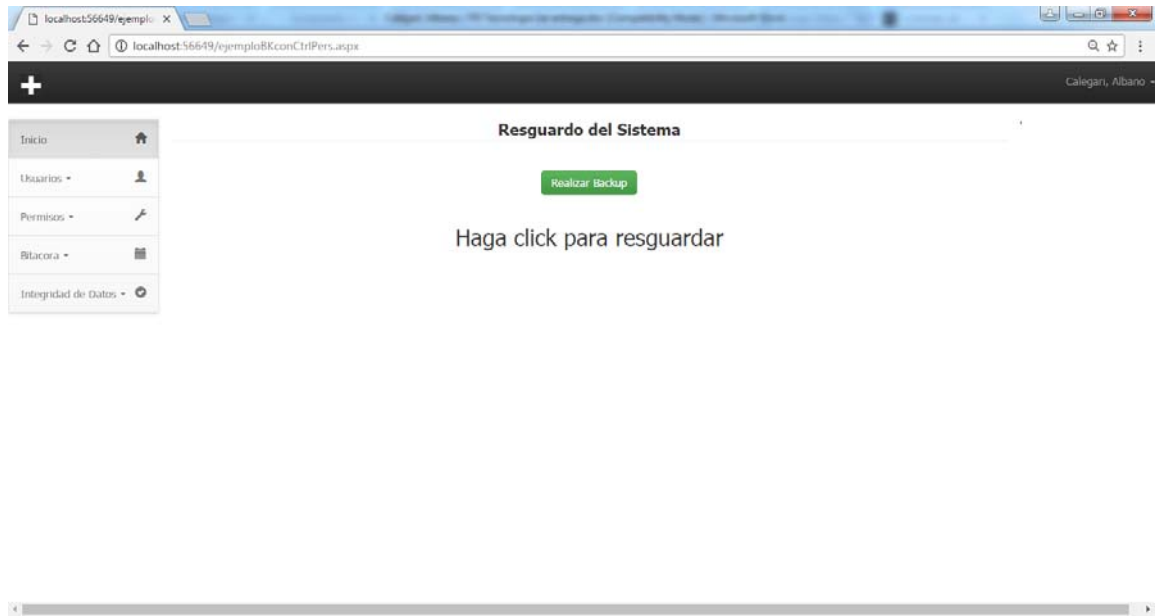 localhost:56649/ejemplo
localhost:56649/ejemploBKconCtrlPers.aspx
Calegari, Albano
Inicio
Usuarios
Permisos
Bitacora
Integridad de Datos
Resguardo del Sistema
Realizar Backup
Haga click para resguardar